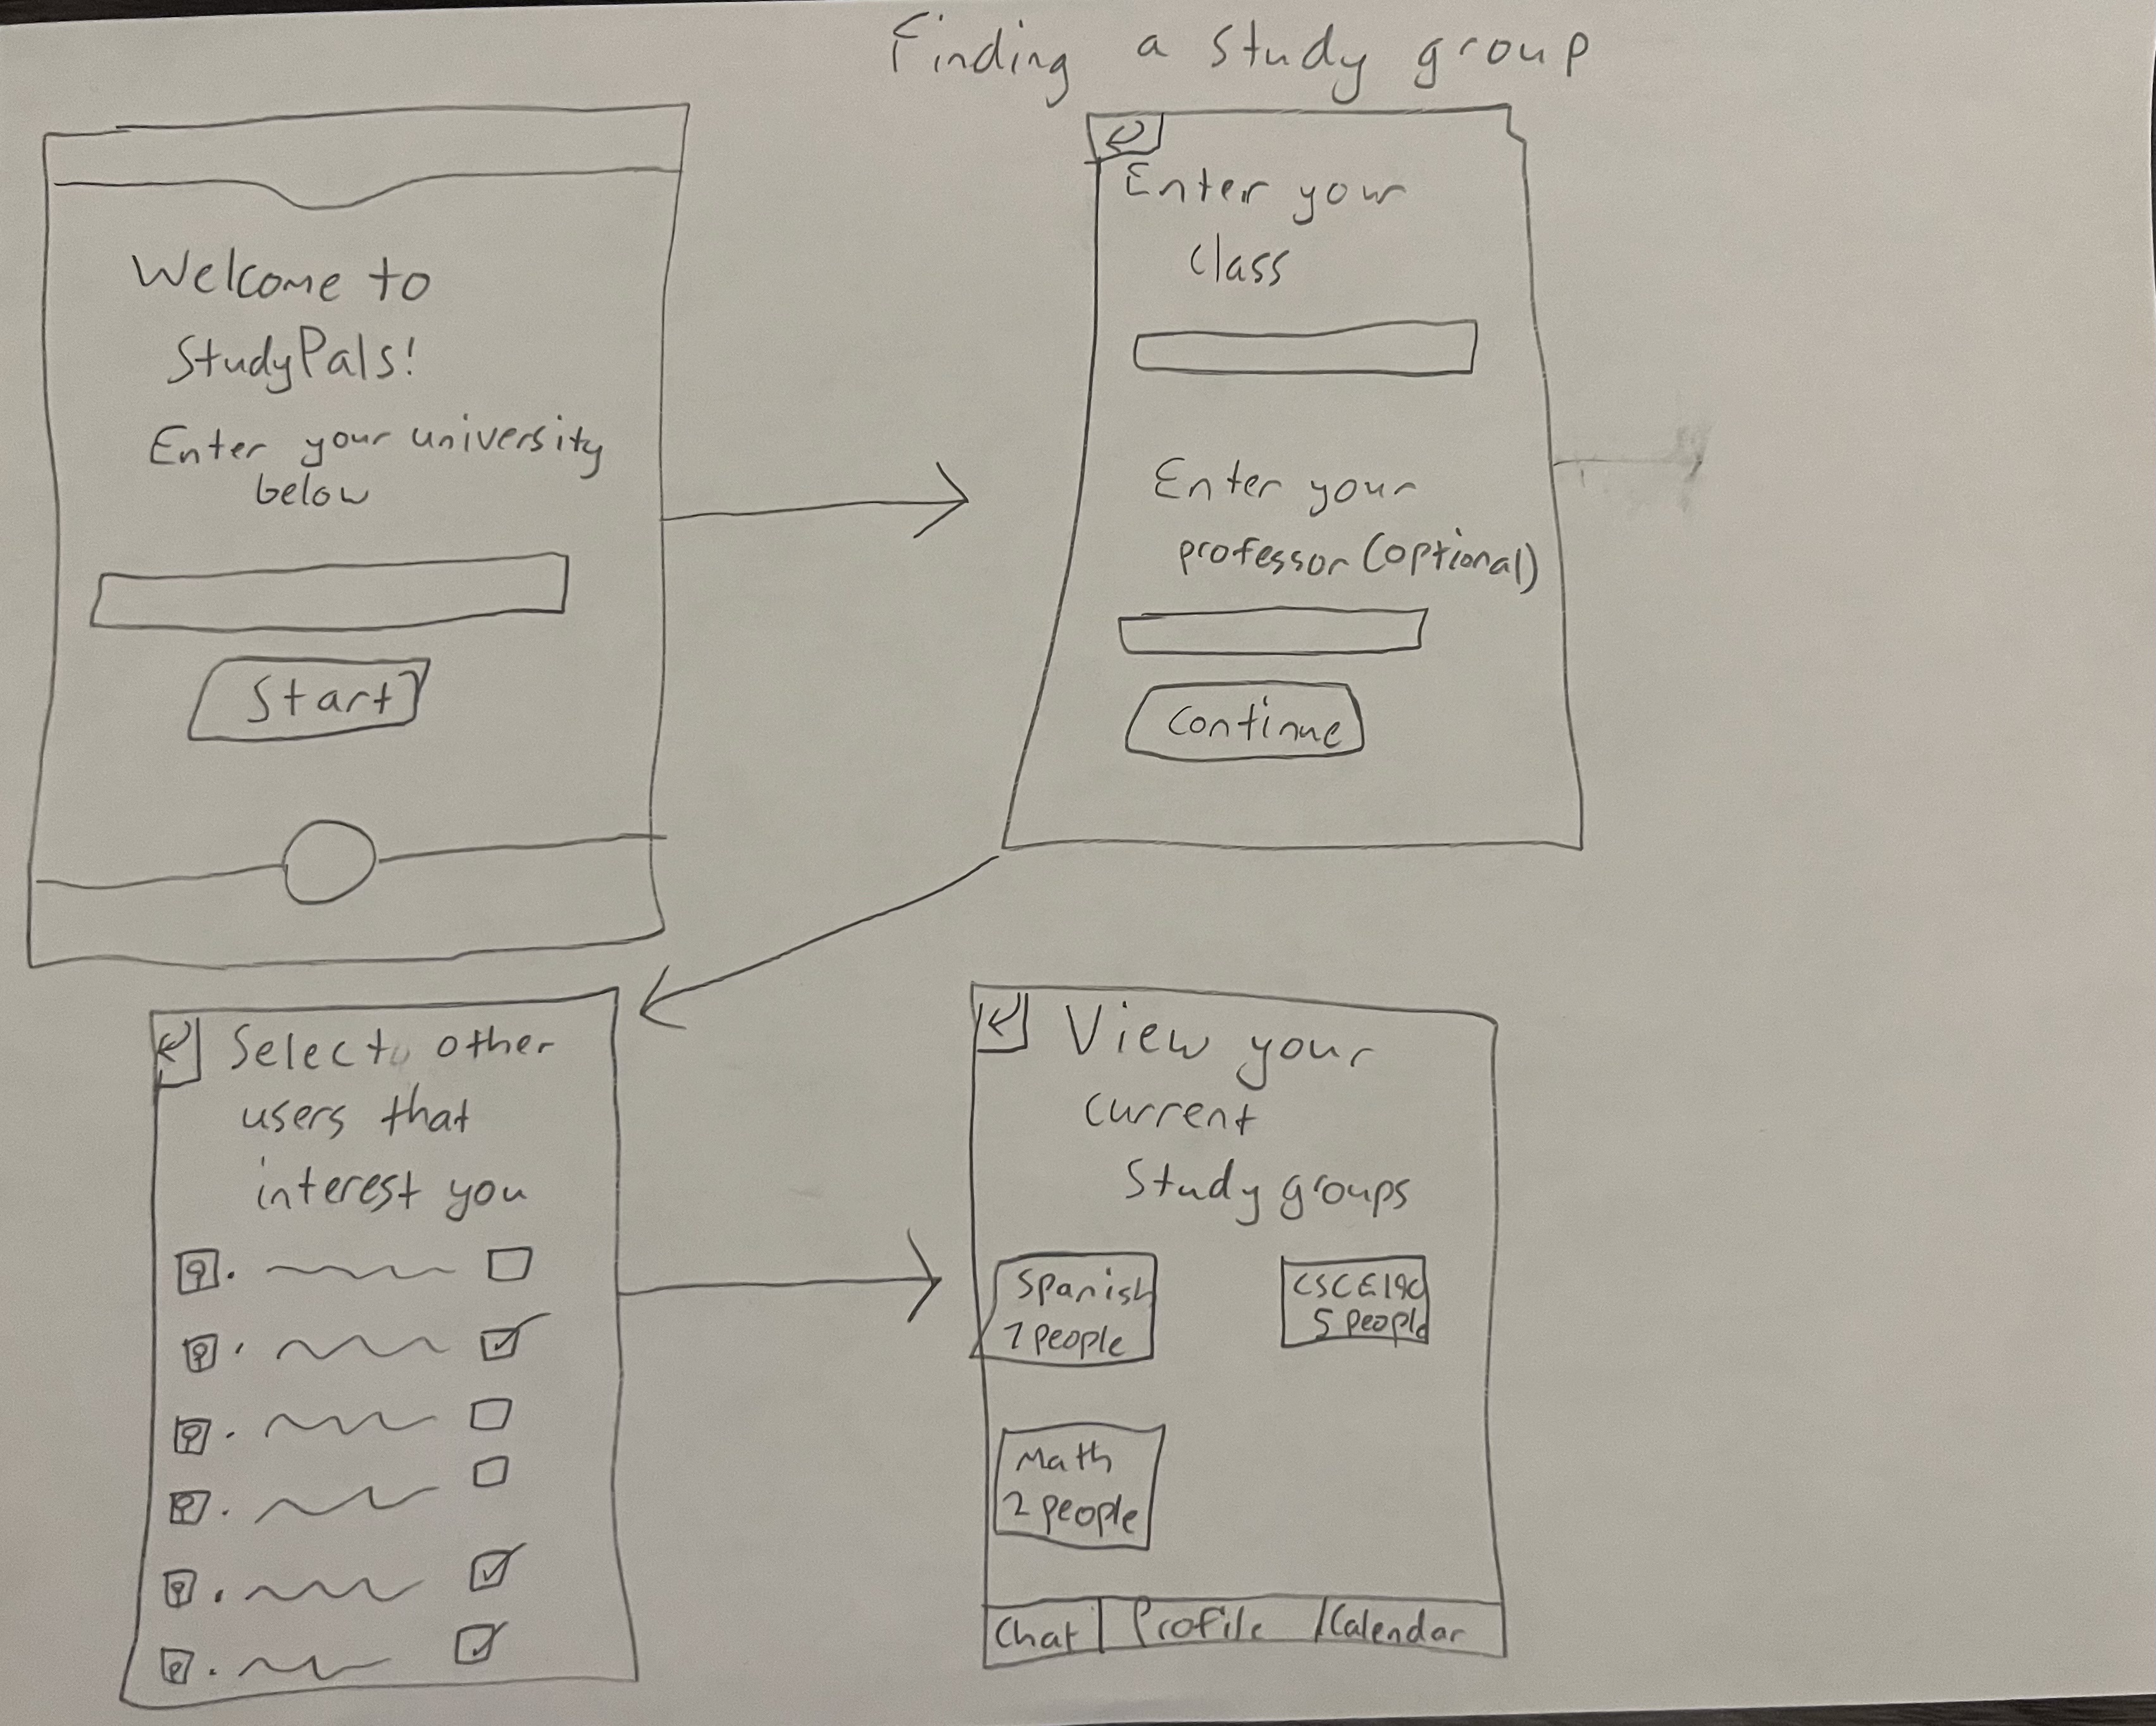 Finding a study group
Welcome to
StudyPals!
Enter your university
below
Start
Enter your
class
Enter your
professor (optional)
Continue
Select other
users that
interest you
View your
current
Study groups
Spanish
7 people
CSCE190
5 people
Math
2 people
Chat
Profile
Calendar